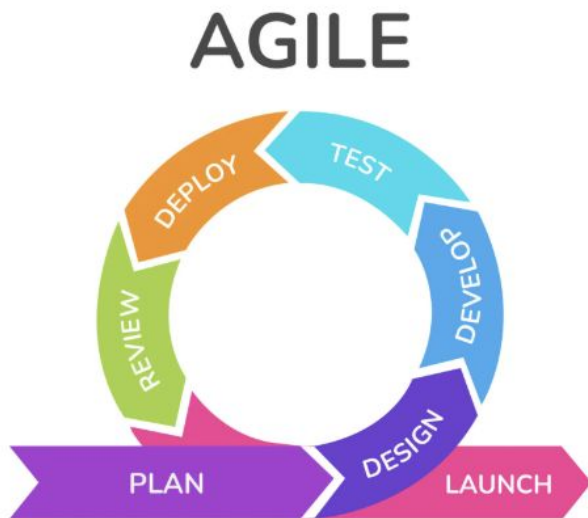 AGILE
TEST
DEPLOY
DEVELOP
REVIEW
DESIGN
PLAN
LAUNCH